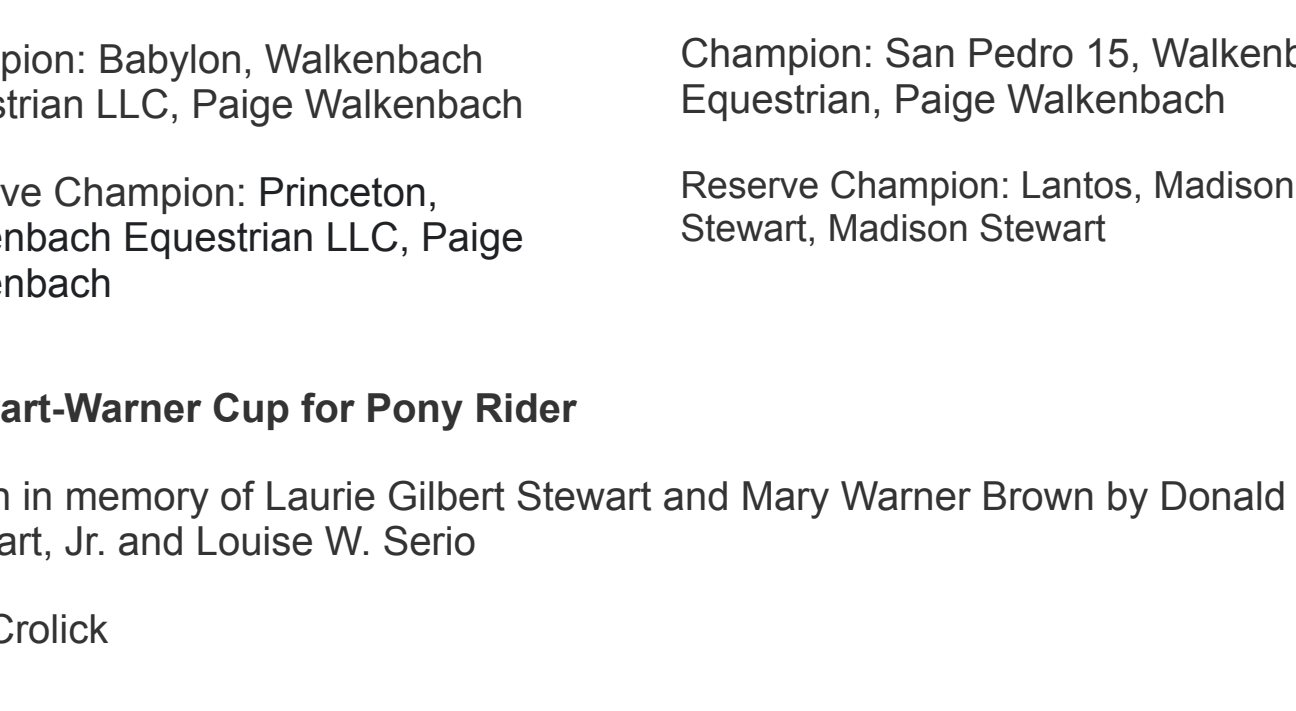 pion: Babylon, Walkenbach
strian LLC, Paige Walkenbach
ve Champion: Princeton,
enbach Equestrian LLC, Paige
enbach
Champion: San Pedro 15, Walkenb
Equestrian, Paige Walkenbach
Reserve Champion: Lantos, Madison
Stewart, Madison Stewart
art-Warner Cup for Pony Rider
n in memory of Laurie Gilbert Stewart and Mary Warner Brown by Donald
art, Jr. and Louise W. Serio
Crolick